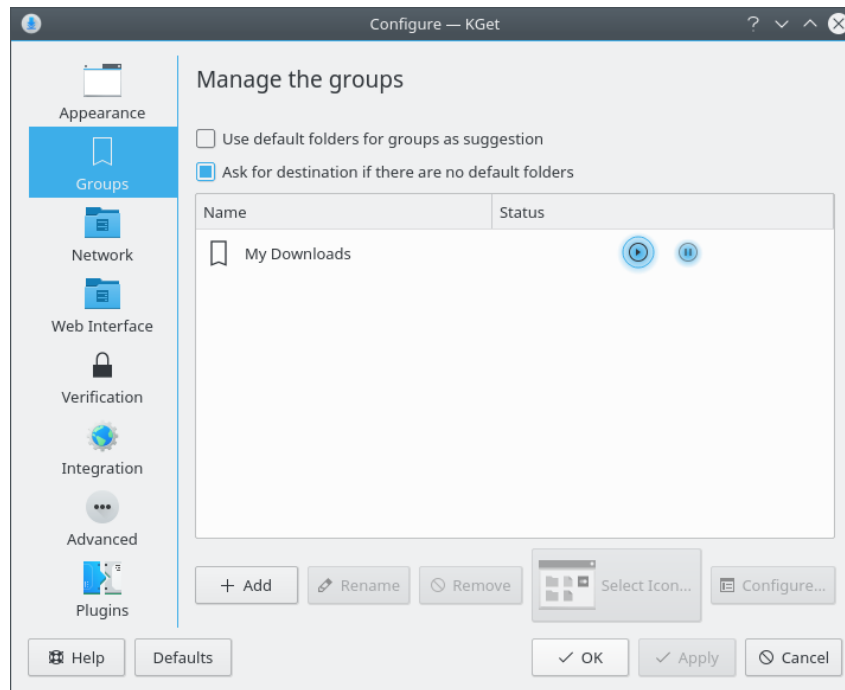 Configure — KGet
Appearance
Groups
Network
Web Interface
Verification
Integration
Advanced
Plugins
Manage the groups
Use default folders for groups as suggestion
Ask for destination if there are no default folders
Name Status
My Downloads
Add Rename Remove Select Icon... Configure...
Help Defaults OK Apply Cancel